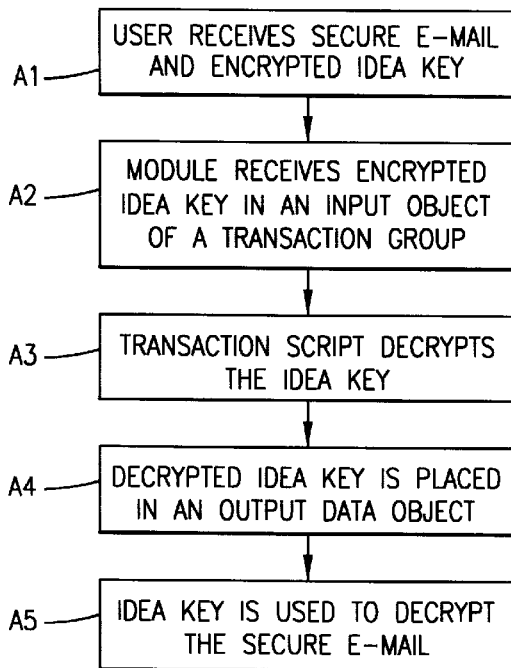 USER RECEIVES SECURE E-MAIL
AND ENCRYPTED IDEA KEY
A1
MODULE RECEIVES ENCRYPTED
IDEA KEY IN AN INPUT OBJECT
OF A TRANSACTION GROUP
A2
TRANSACTION SCRIPT DECRYPTS
THE IDEA KEY
A3
DECRYPTED IDEA KEY IS PLACED
IN AN OUTPUT DATA OBJECT
A4
IDEA KEY IS USED TO DECRYPT
THE SECURE E-MAIL
A5